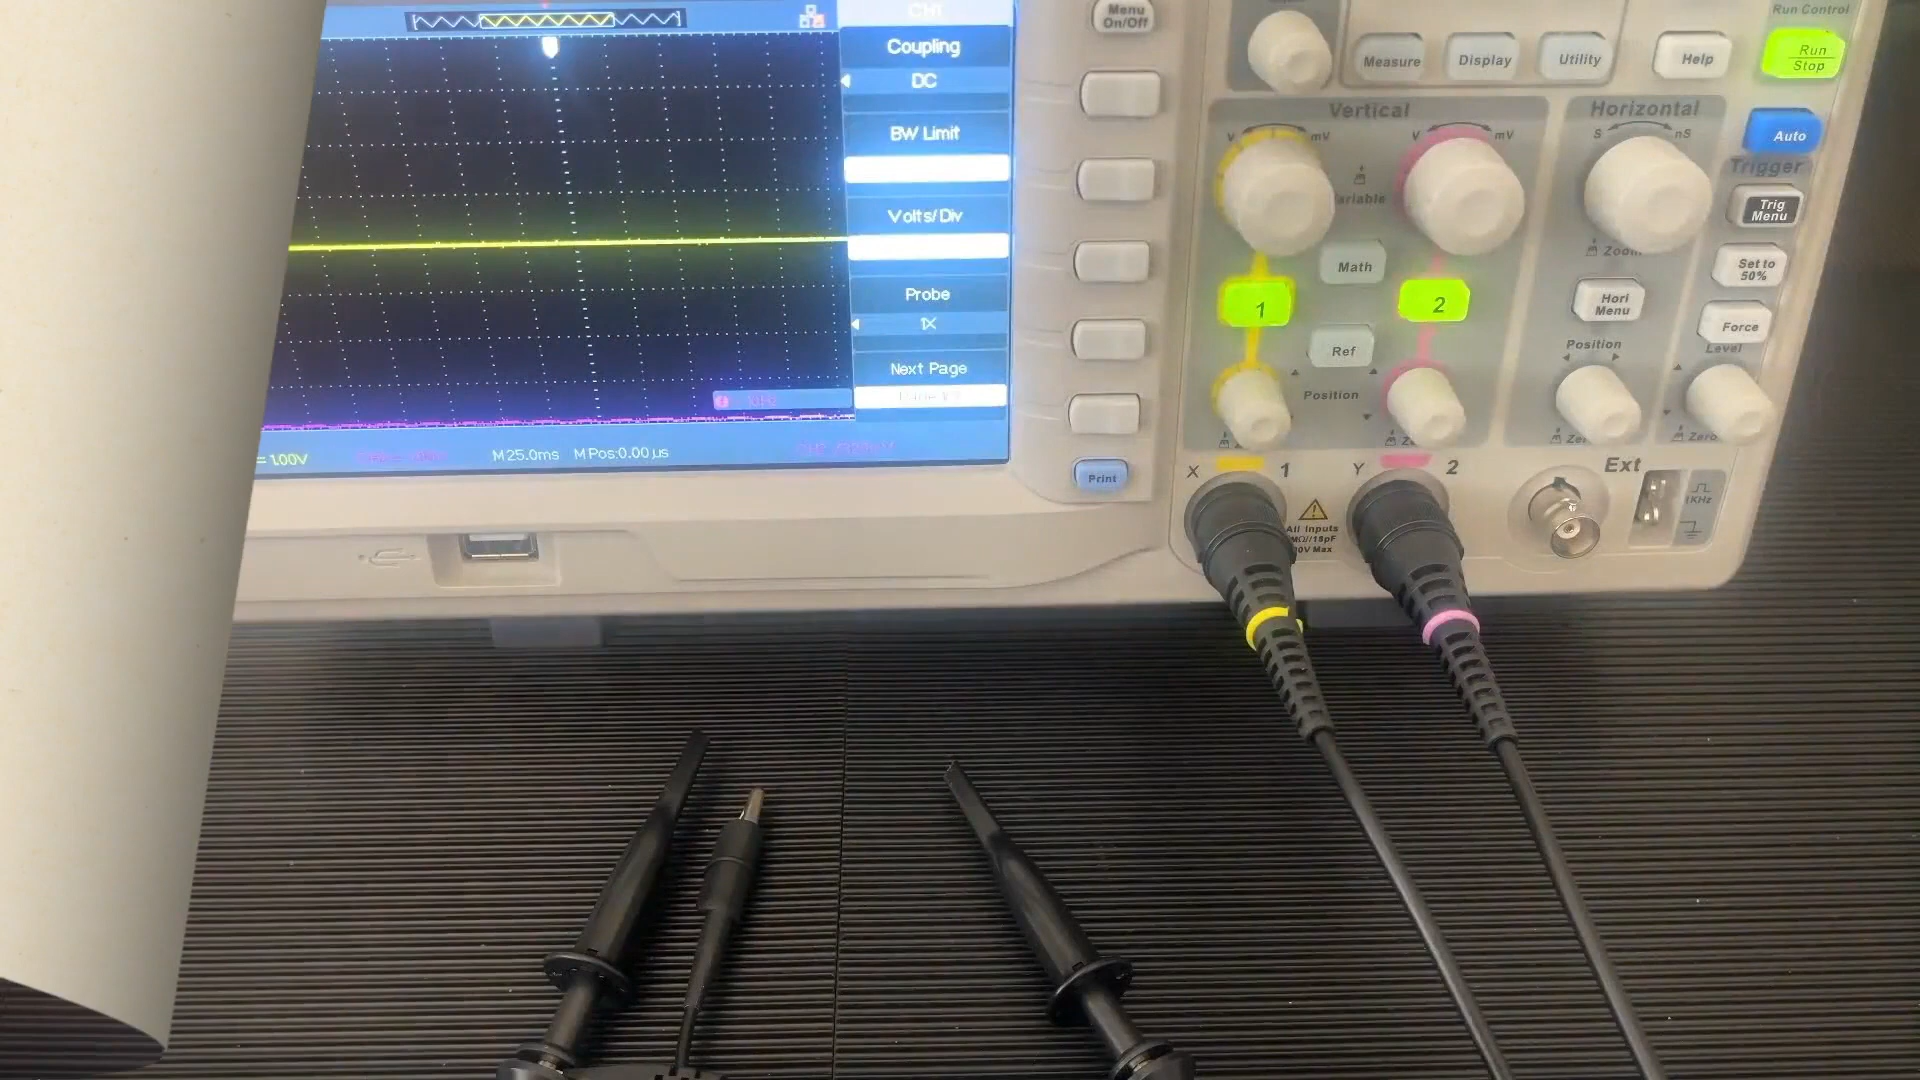 CH1
Coupling
DC
BW Limit
Volts/Div
Probe
1X
Next Page
= 1.00V
M 25.0ms M Pos:0.00µs
Menu
On/Off
Print
Measure
Display
Utility
Help
Run Control
Run
Stop
Auto
Vertical
V mV
V mV
Variable
Math
1
2
Ref
Position
Horizontal
S nS
Zoom
Hori
Menu
Position
Zero
Trigger
Trig
Menu
Set to
50%
Force
Level
Zero
X 1
Y 2
All Inputs
Ext
1KHz